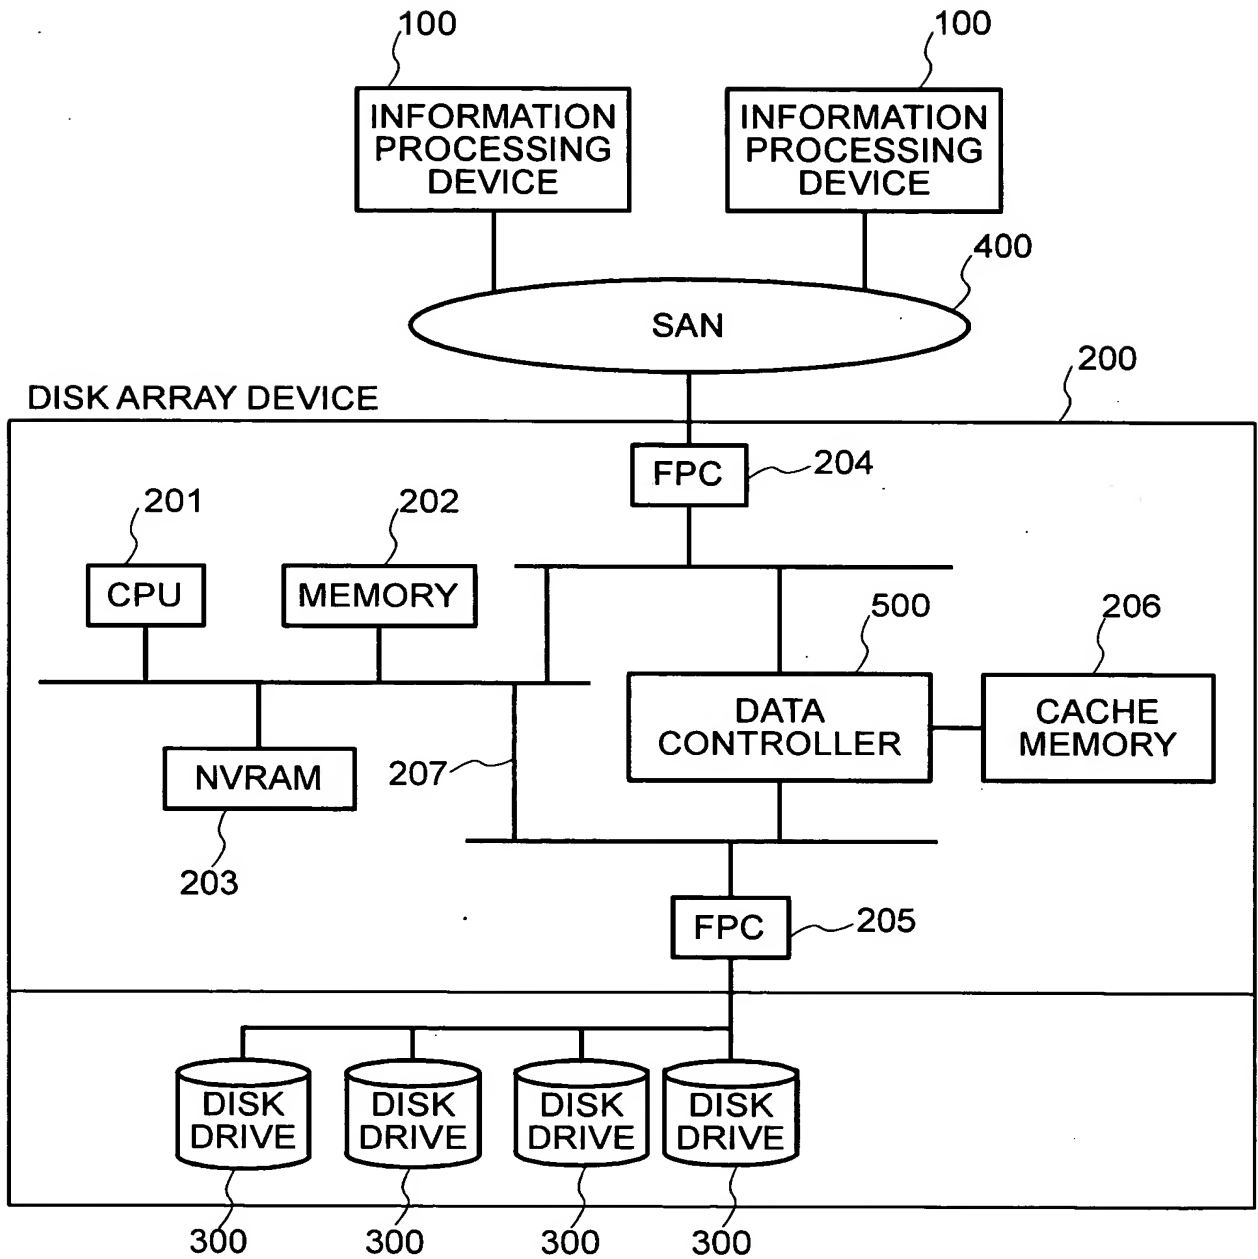 100
100
INFORMATION
PROCESSING
DEVICE
INFORMATION
PROCESSING
DEVICE
400
SAN
200
DISK ARRAY DEVICE
FPC
204
201
202
CPU
MEMORY
500
206
DATA
CONTROLLER
CACHE
MEMORY
NVRAM
207
203
FPC
205
DISK
DRIVE
DISK
DRIVE
DISK
DRIVE
DISK
DRIVE
300
300
300
300